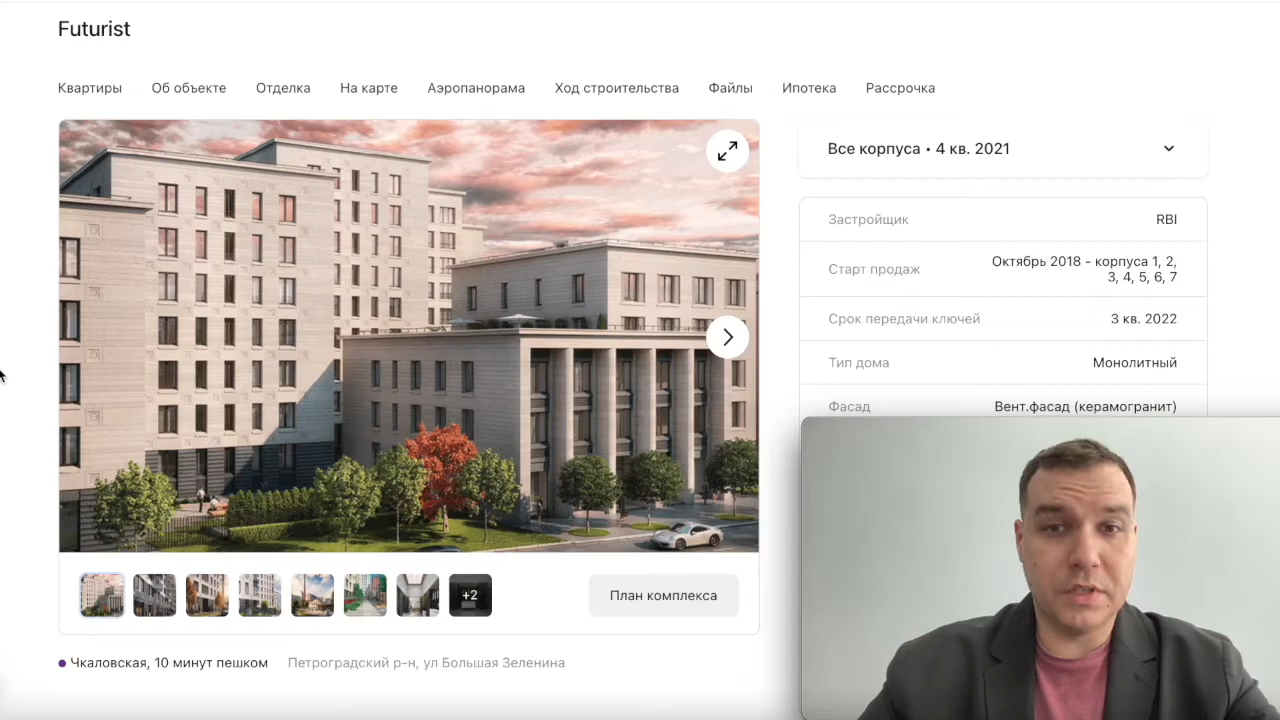 Futurist
Квартиры Об объекте Отделка На карте Аэропанорама Ход строительства Файлы Ипотека Рассрочка
Все корпуса • 4 кв. 2021
Застройщик RBI
Старт продаж Октябрь 2018 - корпуса 1, 2,
3, 4, 5, 6, 7
Срок передачи ключей 3 кв. 2022
Тип дома Монолитный
Фасад Вент.фасад (керамогранит)
+2
План комплекса
Чкаловская, 10 минут пешком Петроградский р-н, ул Большая Зеленина